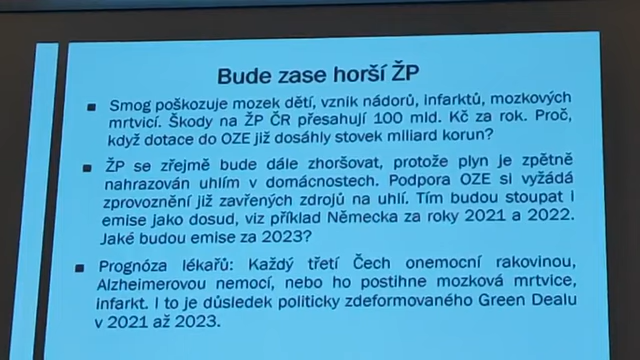 Bude zase horší ŽP
Smog poškozuje mozek dětí, vznik nádorů, infarktů, mozkových
mrtvicí. Škody na ŽP ČR přesahují 100 mld. Kč za rok. Proč,
když dotace do OZE již dosáhly stovek miliard korun?
ŽP se zřejmě bude dále zhoršovat, protože plyn je zpětně
nahrazován uhlím v domácnostech. Podpora OZE si vyžádá
zprovoznění již zavřených zdrojů na uhlí. Tím budou stoupat i
emise jako dosud, viz příklad Německa za roky 2021 a 2022.
Jaké budou emise za 2023?
Prognóza lékařů: Každý třetí Čech onemocní rakovinou,
Alzheimerovou nemocí, nebo ho postihne mozková mrtvice,
infarkt. I to je důsledek politicky zdeformovaného Green Dealu
v 2021 až 2023.